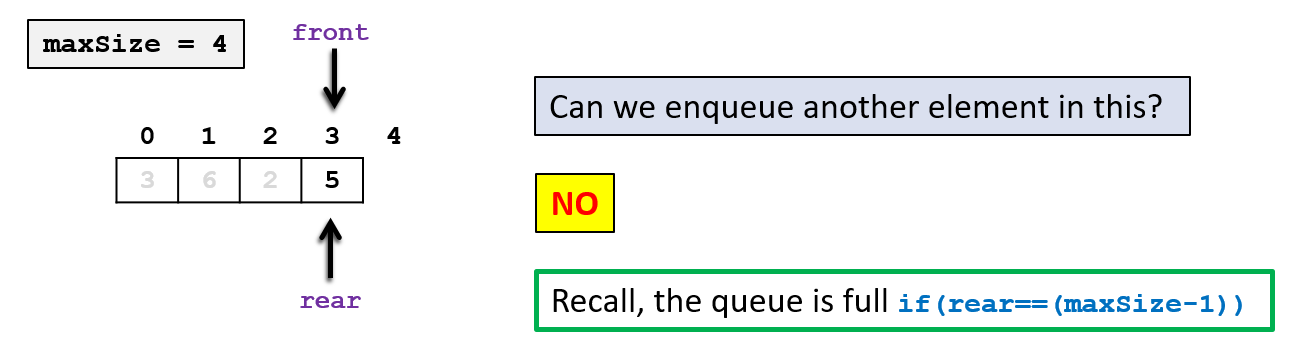 maxSize = 4
front
0 1 2 3 4
3 6 2 5
rear
Can we enqueue another element in this?
NO
Recall, the queue is full if(rear==(maxSize-1))